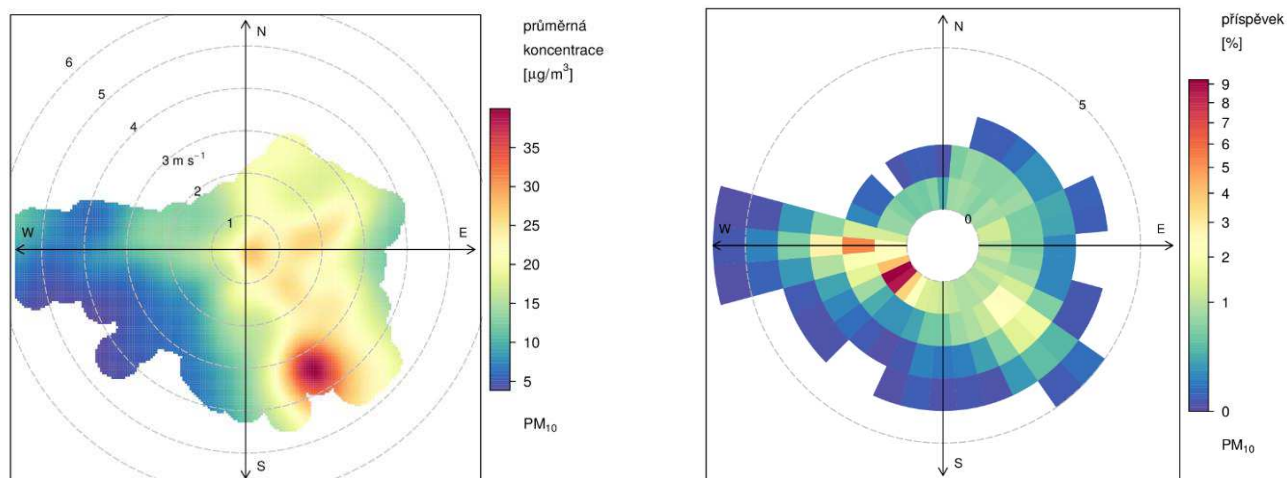 N
6
5
4
3 m s⁻¹
2
1
W
E
S
průměrná
koncentrace
[µg/m³]
35
30
25
20
15
10
5
PM₁₀
N
5
0
W
E
S
příspěvek
[%]
9
8
7
6
5
4
3
2
1
0
PM₁₀